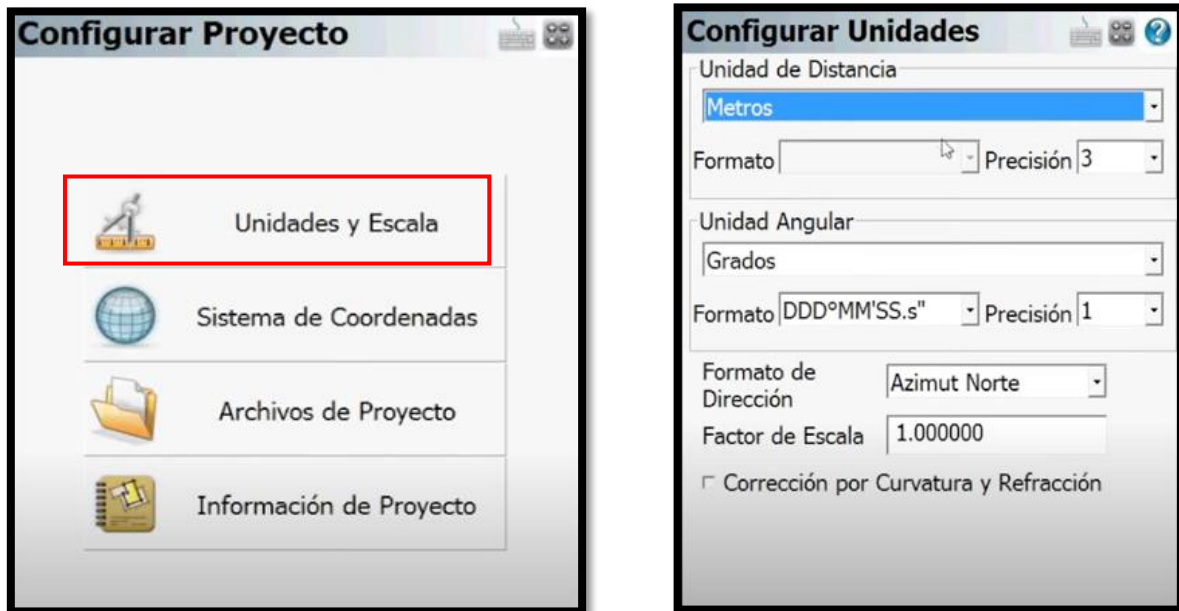 Configurar Proyecto
Unidades y Escala
Sistema de Coordenadas
Archivos de Proyecto
Información de Proyecto
Configurar Unidades
Unidad de Distancia
Metros
Formato Precisión 3
Unidad Angular
Grados
Formato DDD°MM'SS.s" Precisión 1
Formato de
Dirección
Azimut Norte
Factor de Escala 1.000000
Corrección por Curvatura y Refracción